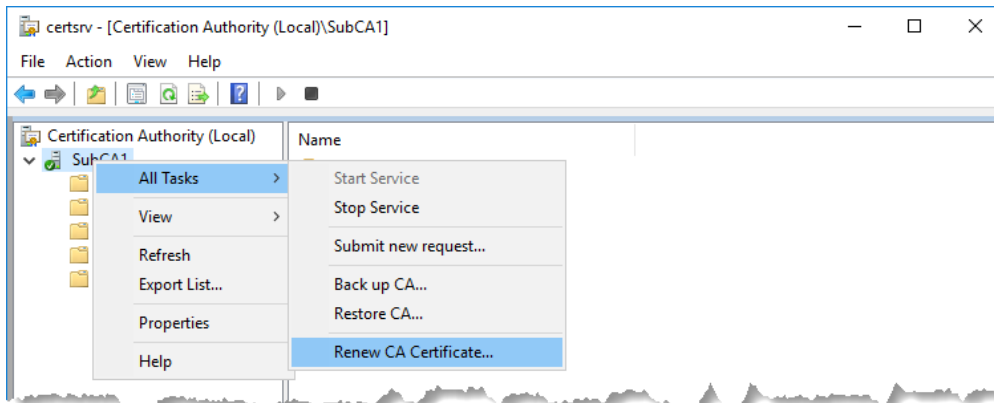 certsrv - [Certification Authority (Local)\SubCA1]
File Action View Help
Certification Authority (Local)
Name
SubCA1
All Tasks
View
Refresh
Export List...
Properties
Help
Start Service
Stop Service
Submit new request...
Back up CA...
Restore CA...
Renew CA Certificate...